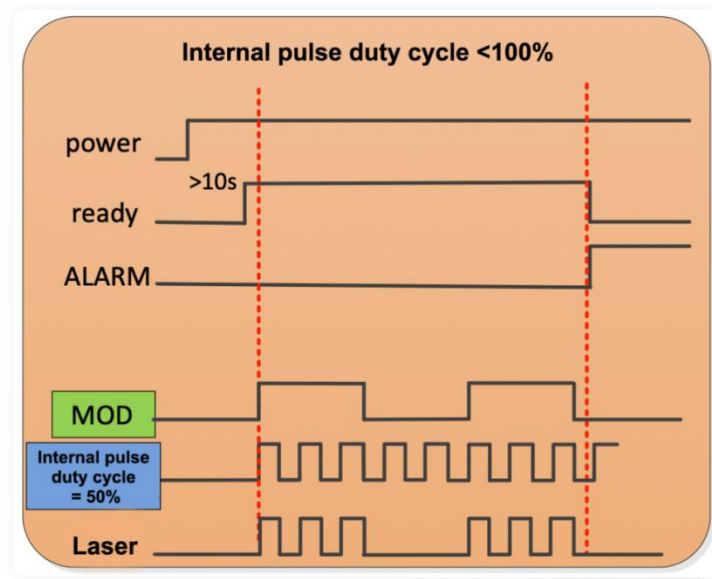 Internal pulse duty cycle <100%
power
>10s
ready
ALARM
MOD
Internal pulse
duty cycle
= 50%
Laser